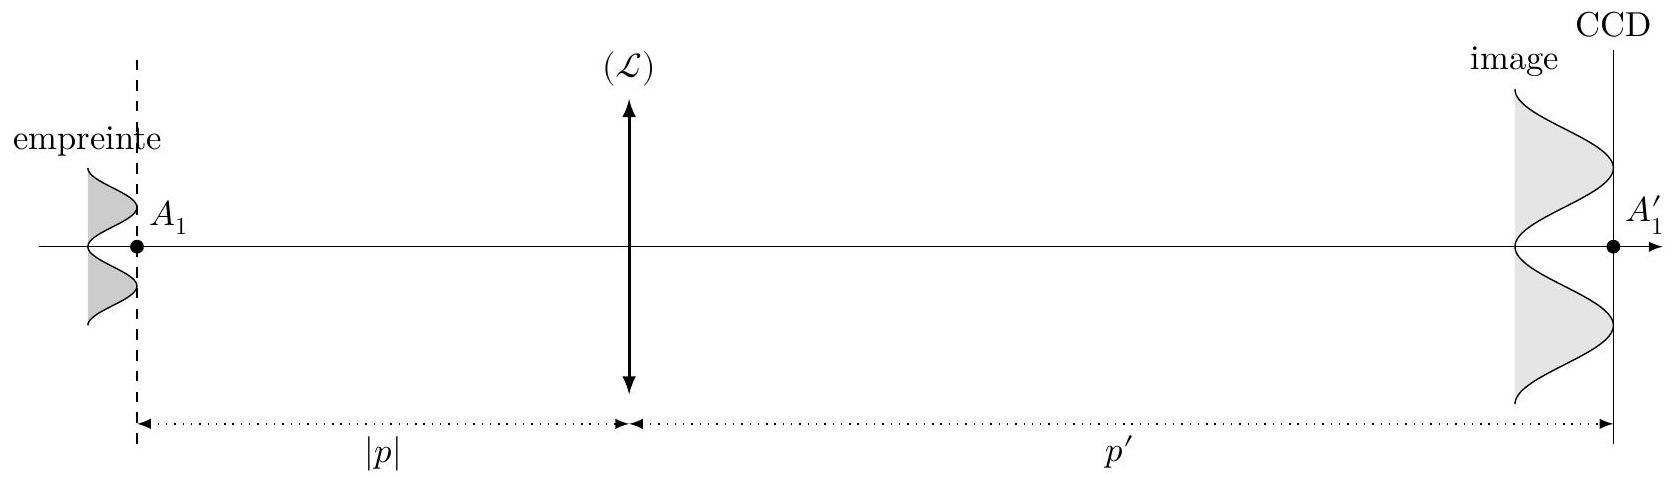 CCD
image
(ℒ)
empreinte
A₁
A′₁
|p|
p′